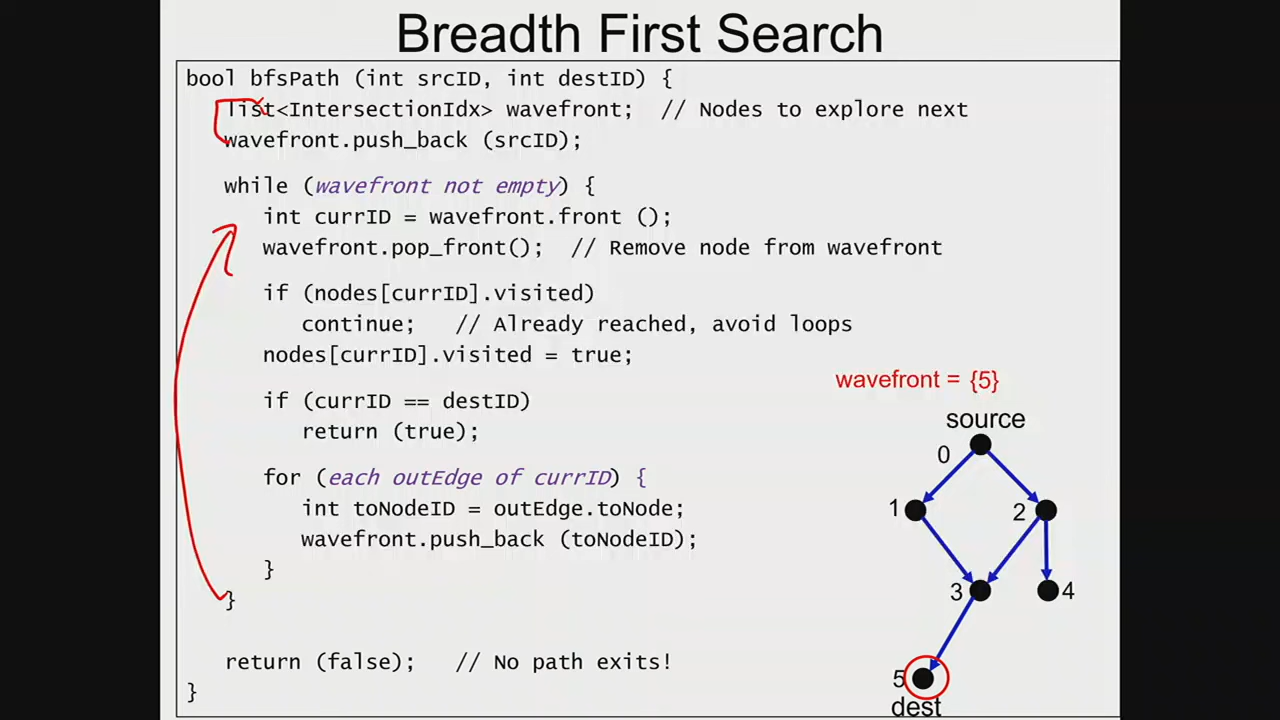 Breadth First Search
bool bfsPath (int srcID, int destID) {
list<IntersectionIdx> wavefront; // Nodes to explore next
wavefront.push_back (srcID);
while (wavefront not empty) {
int currID = wavefront.front ();
wavefront.pop_front(); // Remove node from wavefront
if (nodes[currID].visited)
continue; // Already reached, avoid loops
nodes[currID].visited = true;
if (currID == destID)
return (true);
for (each outEdge of currID) {
int toNodeID = outEdge.toNode;
wavefront.push_back (toNodeID);
}
}
return (false); // No path exits!
}
wavefront = {5}
source
0
1
2
3
4
5
dest